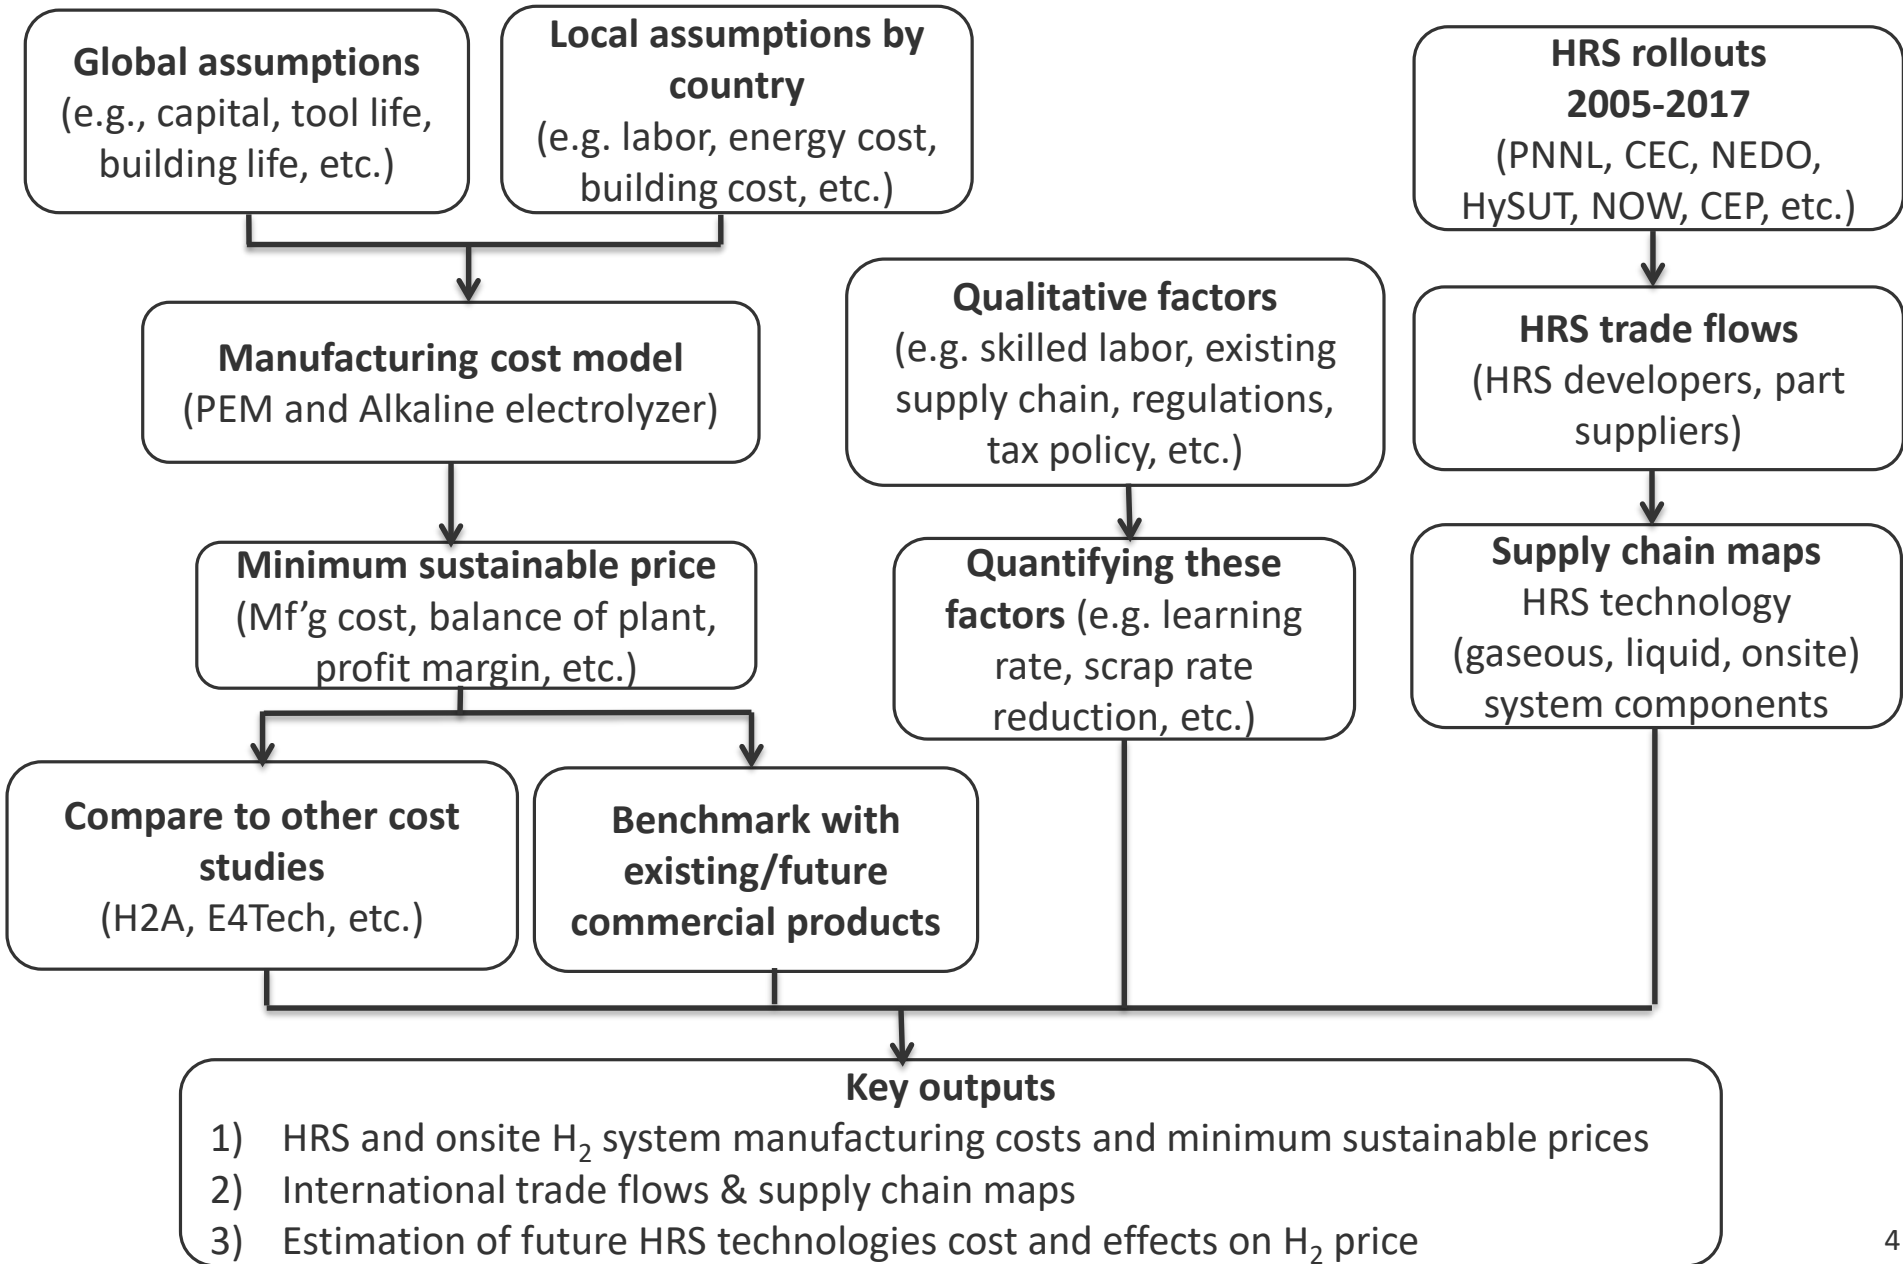 Global assumptions
(e.g., capital, tool life,
building life, etc.)
Local assumptions by
country
(e.g. labor, energy cost,
building cost, etc.)
HRS rollouts
2005-2017
(PNNL, CEC, NEDO,
HySUT, NOW, CEP, etc.)
Manufacturing cost model
(PEM and Alkaline electrolyzer)
Qualitative factors
(e.g. skilled labor, existing
supply chain, regulations,
tax policy, etc.)
HRS trade flows
(HRS developers, part
suppliers)
Minimum sustainable price
(Mf’g cost, balance of plant,
profit margin, etc.)
Quantifying these
factors (e.g. learning
rate, scrap rate
reduction, etc.)
Supply chain maps
HRS technology
(gaseous, liquid, onsite)
system components
Compare to other cost
studies
(H2A, E4Tech, etc.)
Benchmark with
existing/future
commercial products
Key outputs
1) HRS and onsite H₂ system manufacturing costs and minimum sustainable prices
2) International trade flows & supply chain maps
3) Estimation of future HRS technologies cost and effects on H₂ price
4